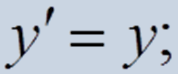 y′ = y;